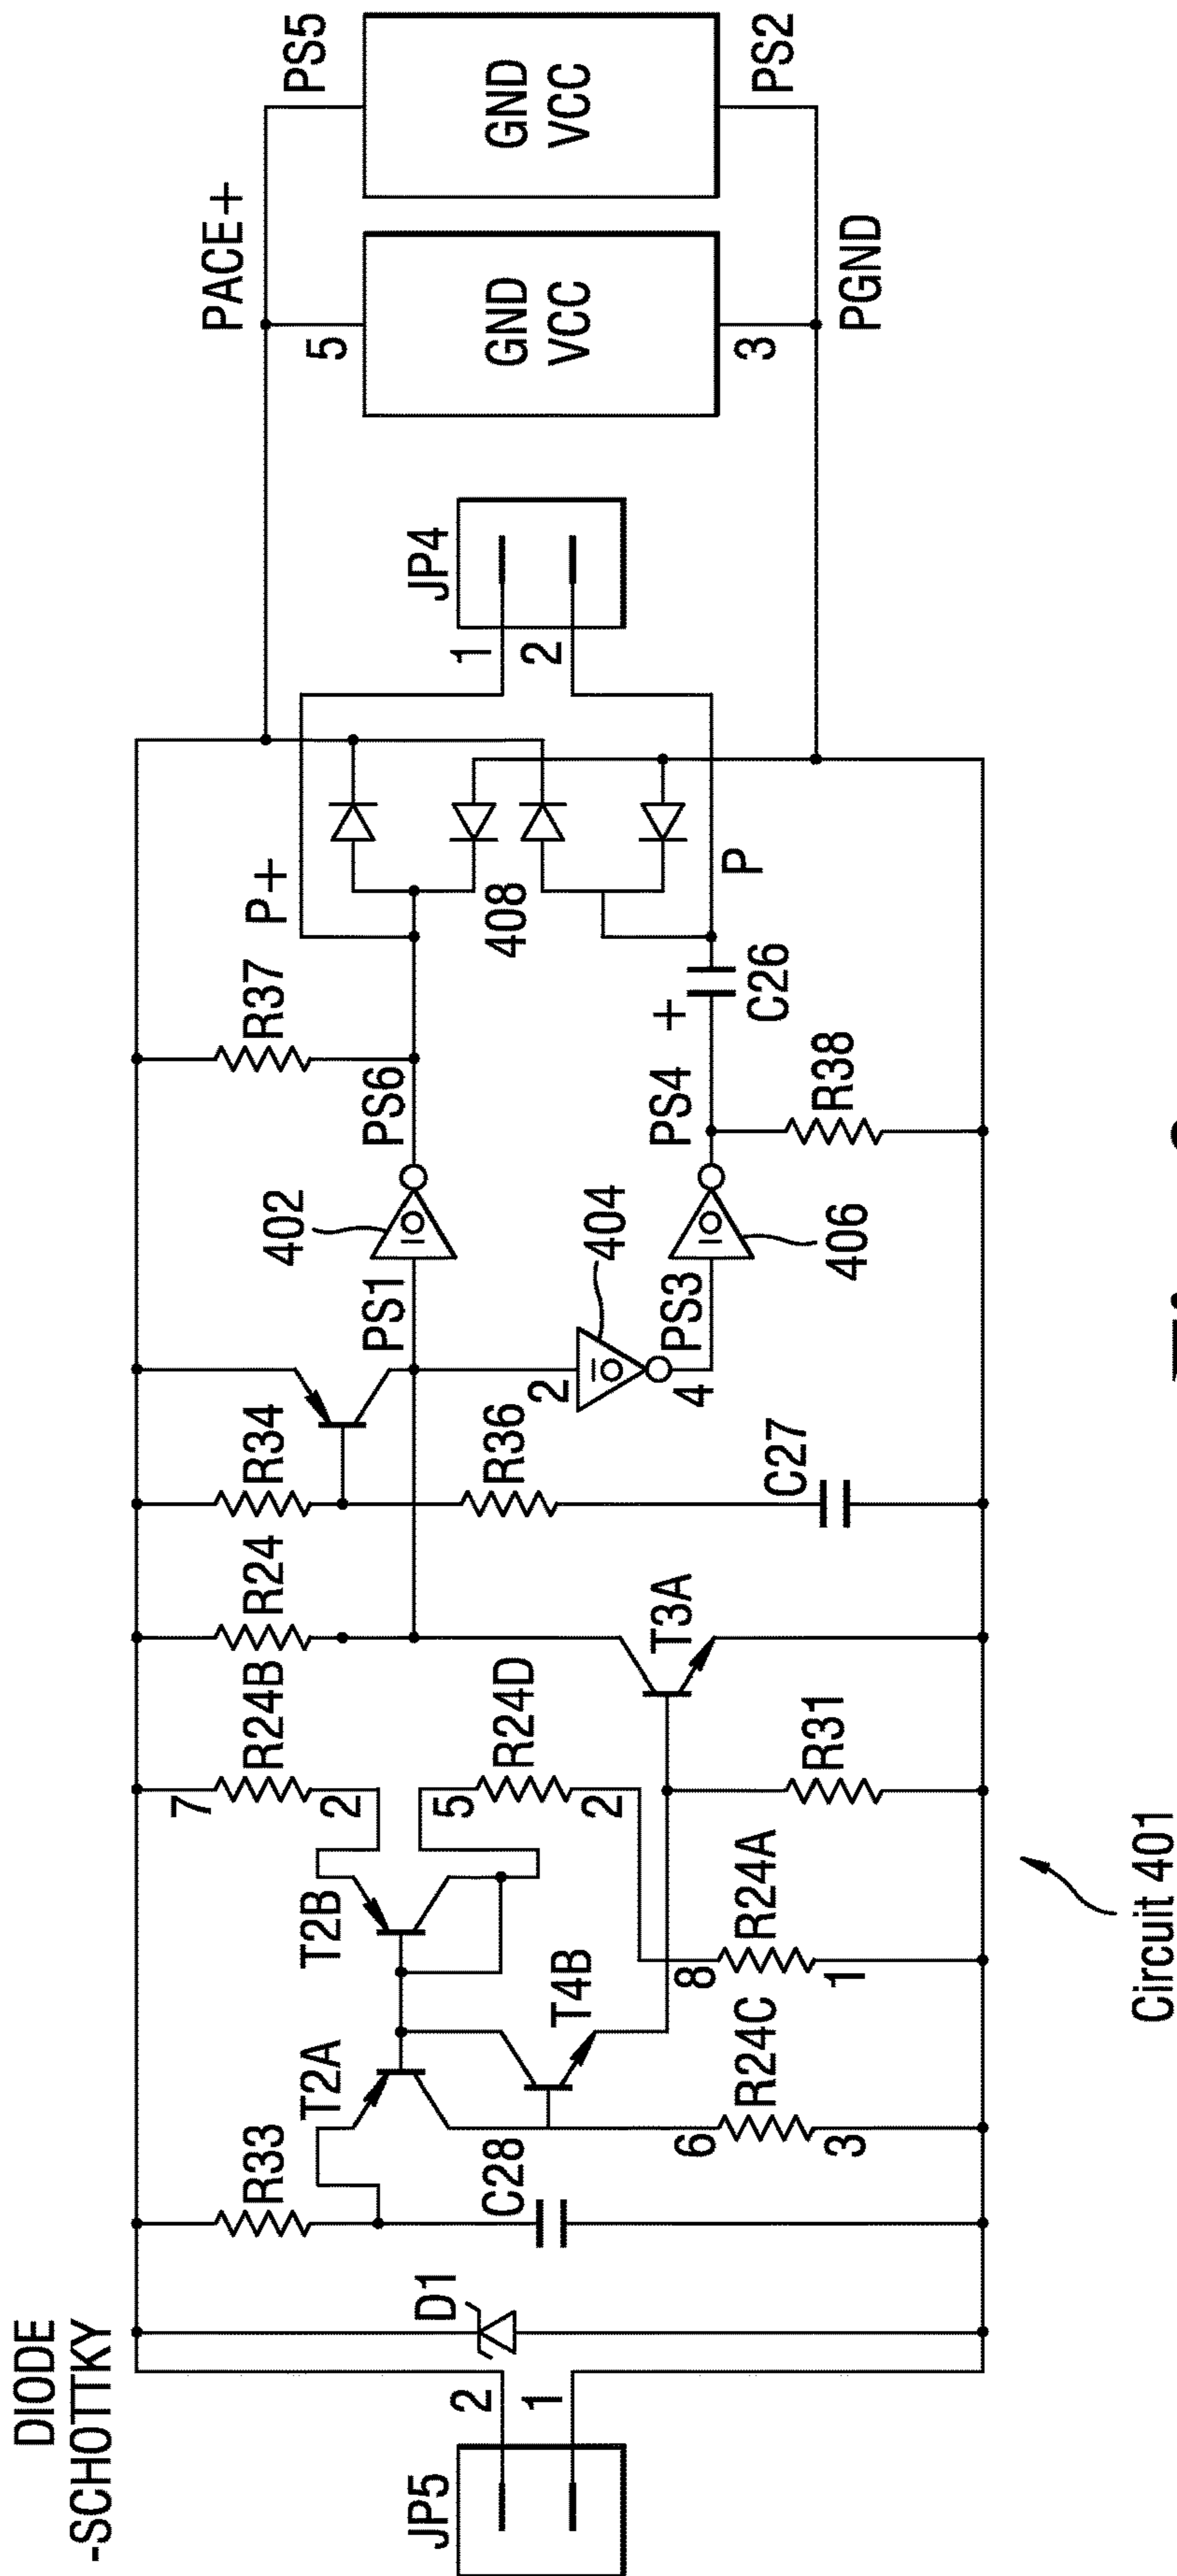 DIODE
-SCHOTTKY
JP5
2
1
D1
R33
C28
T2A
T2B
T4B
R24C
6
3
R24A
8
1
R24B
7
2
R24D
5
2
R31
T3A
R24
R34
R36
C27
PS1
402
PS6
2
404
4
PS3
406
PS4
R37
R38
+
C26
P+
408
P
JP4
1
2
PACE+
5
GND
VCC
3
PGND
PS5
GND
VCC
PS2
Circuit 401